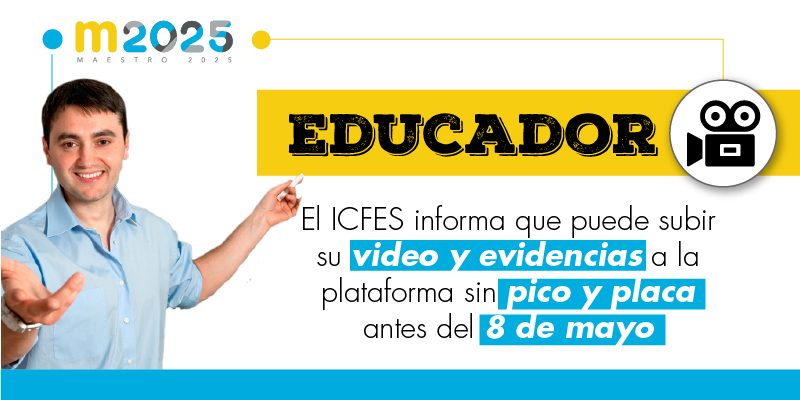 m2025
MAESTRO 2025
EDUCADOR
El ICFES informa que puede subir
su video y evidencias a la
plataforma sin pico y placa
antes del 8 de mayo